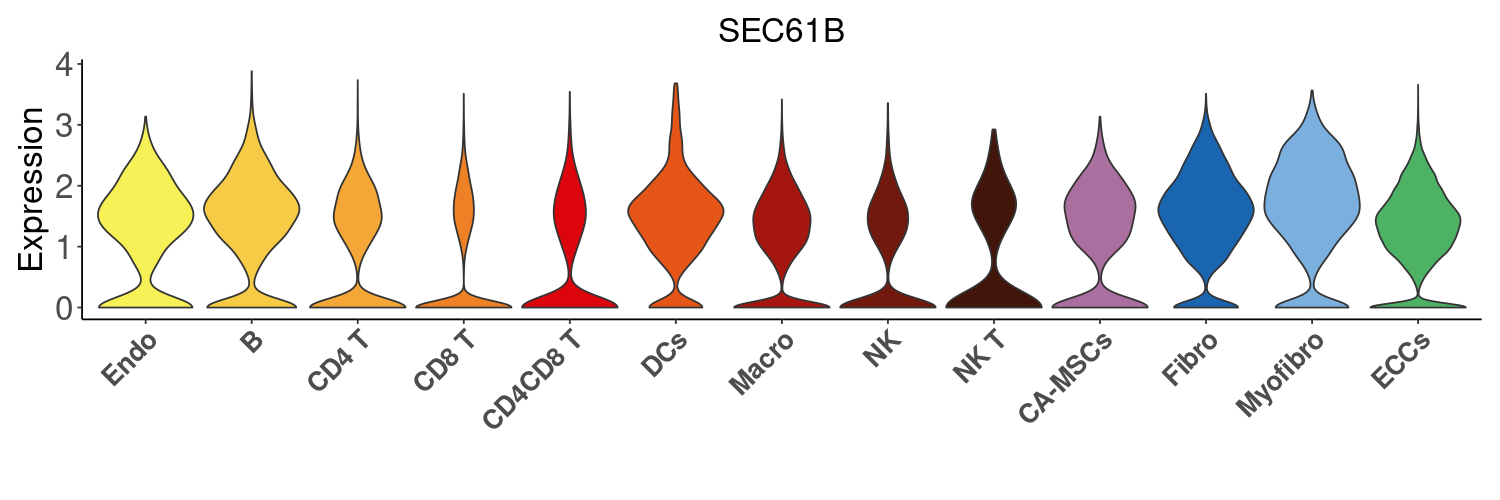 SEC61B
Expression
4
3
2
1
0
Endo
B
CD4 T
CD8 T
CD4CD8 T
DCs
Macro
NK
NK T
CA-MSCs
Fibro
Myofibro
ECCs